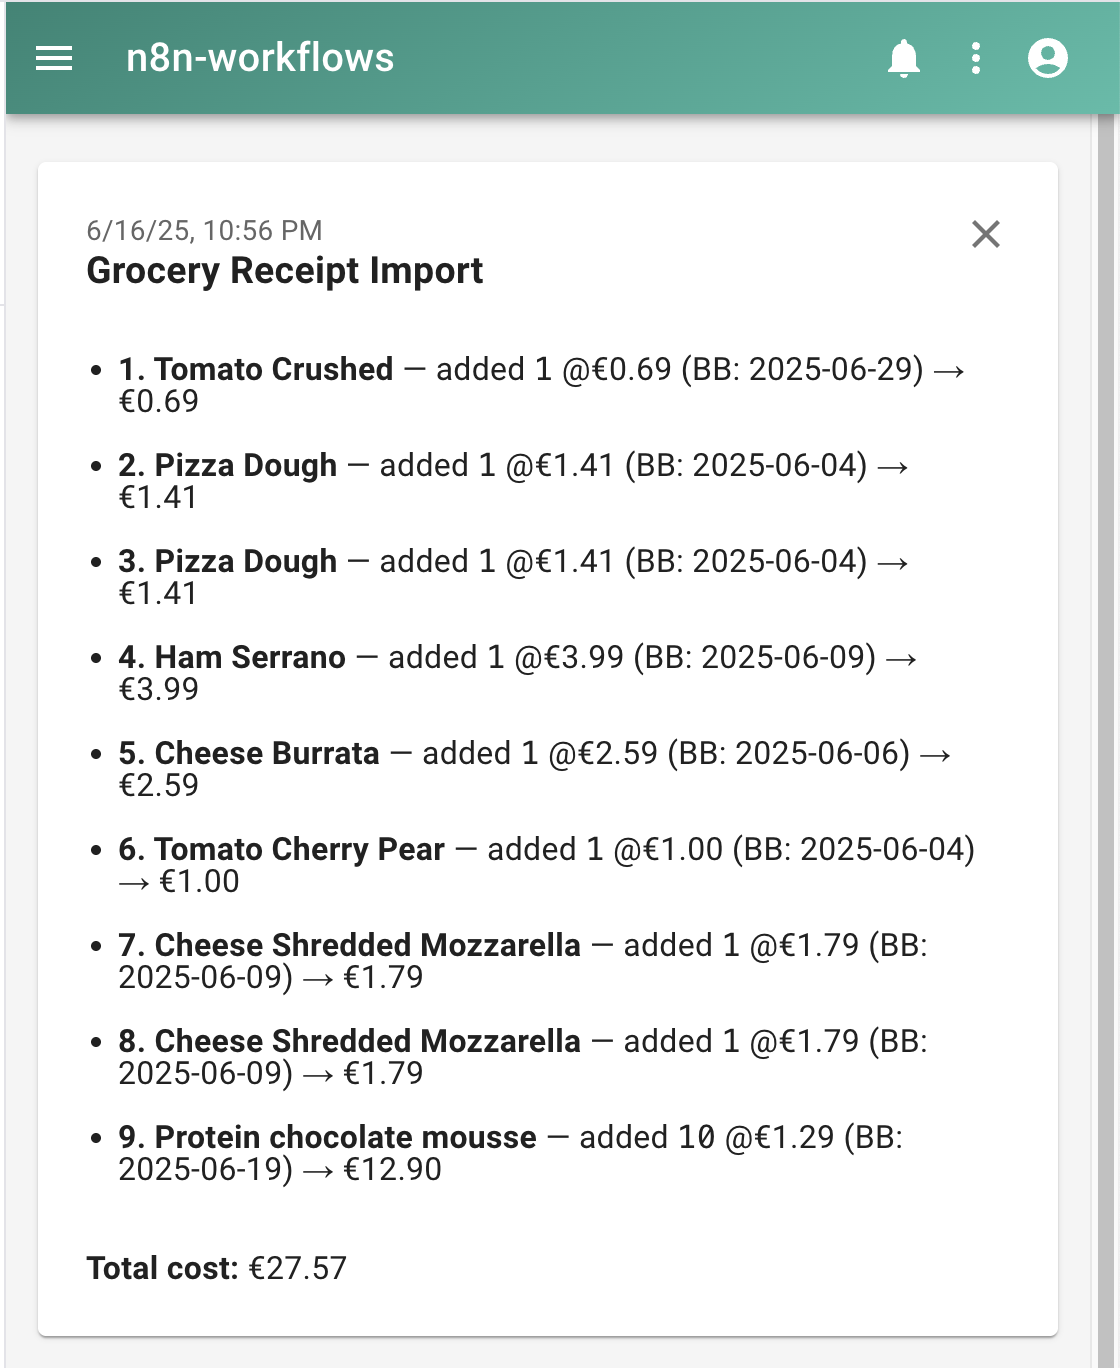 n8n-workflows
6/16/25, 10:56 PM
Grocery Receipt Import
• 1. Tomato Crushed — added 1 @€0.69 (BB: 2025-06-29) →
€0.69
• 2. Pizza Dough — added 1 @€1.41 (BB: 2025-06-04) →
€1.41
• 3. Pizza Dough — added 1 @€1.41 (BB: 2025-06-04) →
€1.41
• 4. Ham Serrano — added 1 @€3.99 (BB: 2025-06-09) →
€3.99
• 5. Cheese Burrata — added 1 @€2.59 (BB: 2025-06-06) →
€2.59
• 6. Tomato Cherry Pear — added 1 @€1.00 (BB: 2025-06-04)
→ €1.00
• 7. Cheese Shredded Mozzarella — added 1 @€1.79 (BB:
2025-06-09) → €1.79
• 8. Cheese Shredded Mozzarella — added 1 @€1.79 (BB:
2025-06-09) → €1.79
• 9. Protein chocolate mousse — added 10 @€1.29 (BB:
2025-06-19) → €12.90
Total cost: €27.57